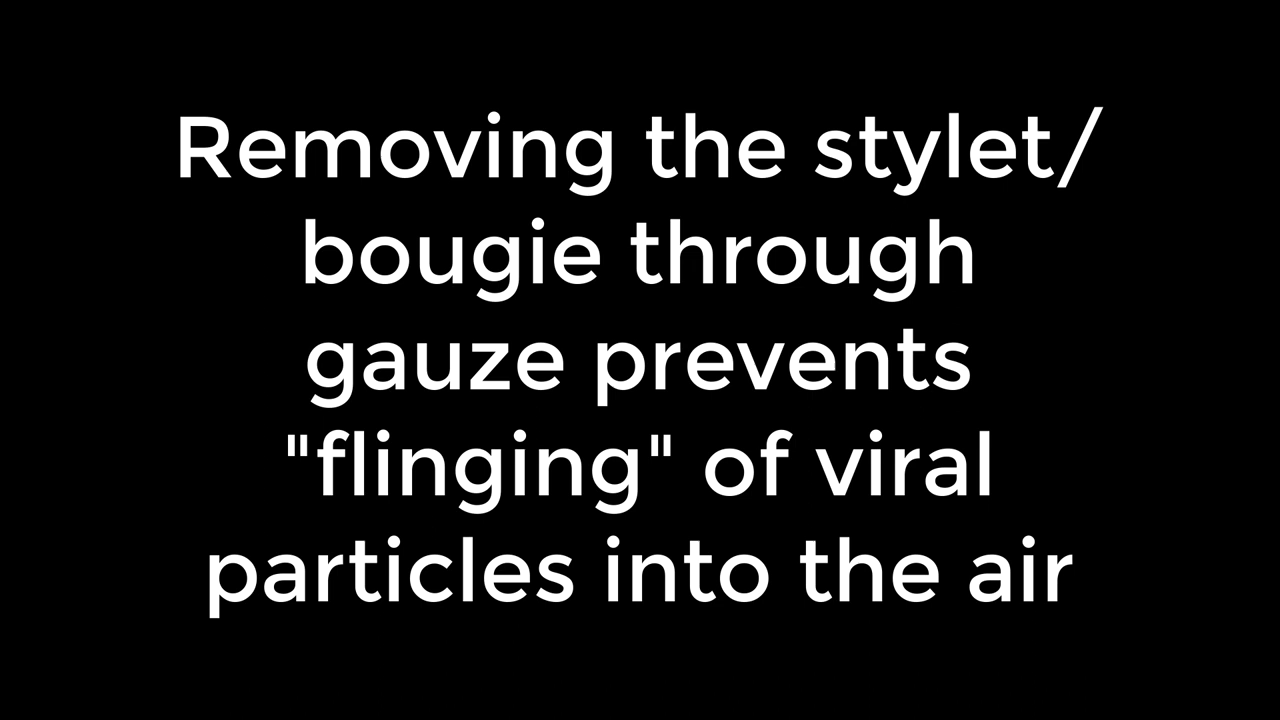 Removing the stylet/
bougie through
gauze prevents
"flinging" of viral
particles into the air